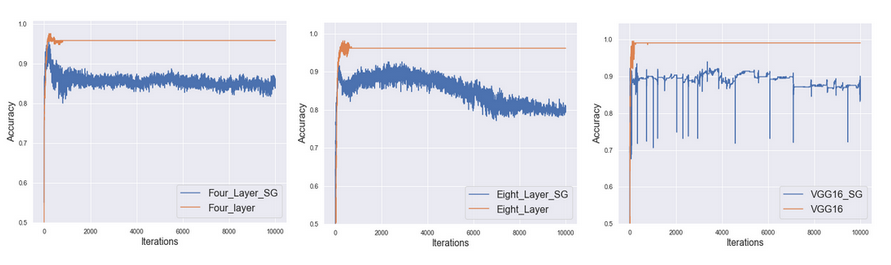 1.0
0.9
0.8
0.7
0.6
0.5
Accuracy
0 2000 4000 6000 8000 10000
Iterations
Four_Layer_SG
Four_layer
1.0
0.9
0.8
0.7
0.6
0.5
Accuracy
0 2000 4000 6000 8000 10000
Iterations
Eight_Layer_SG
Eight_Layer
1.0
0.9
0.8
0.7
0.6
0.5
Accuracy
0 2000 4000 6000 8000 10000
Iterations
VGG16_SG
VGG16